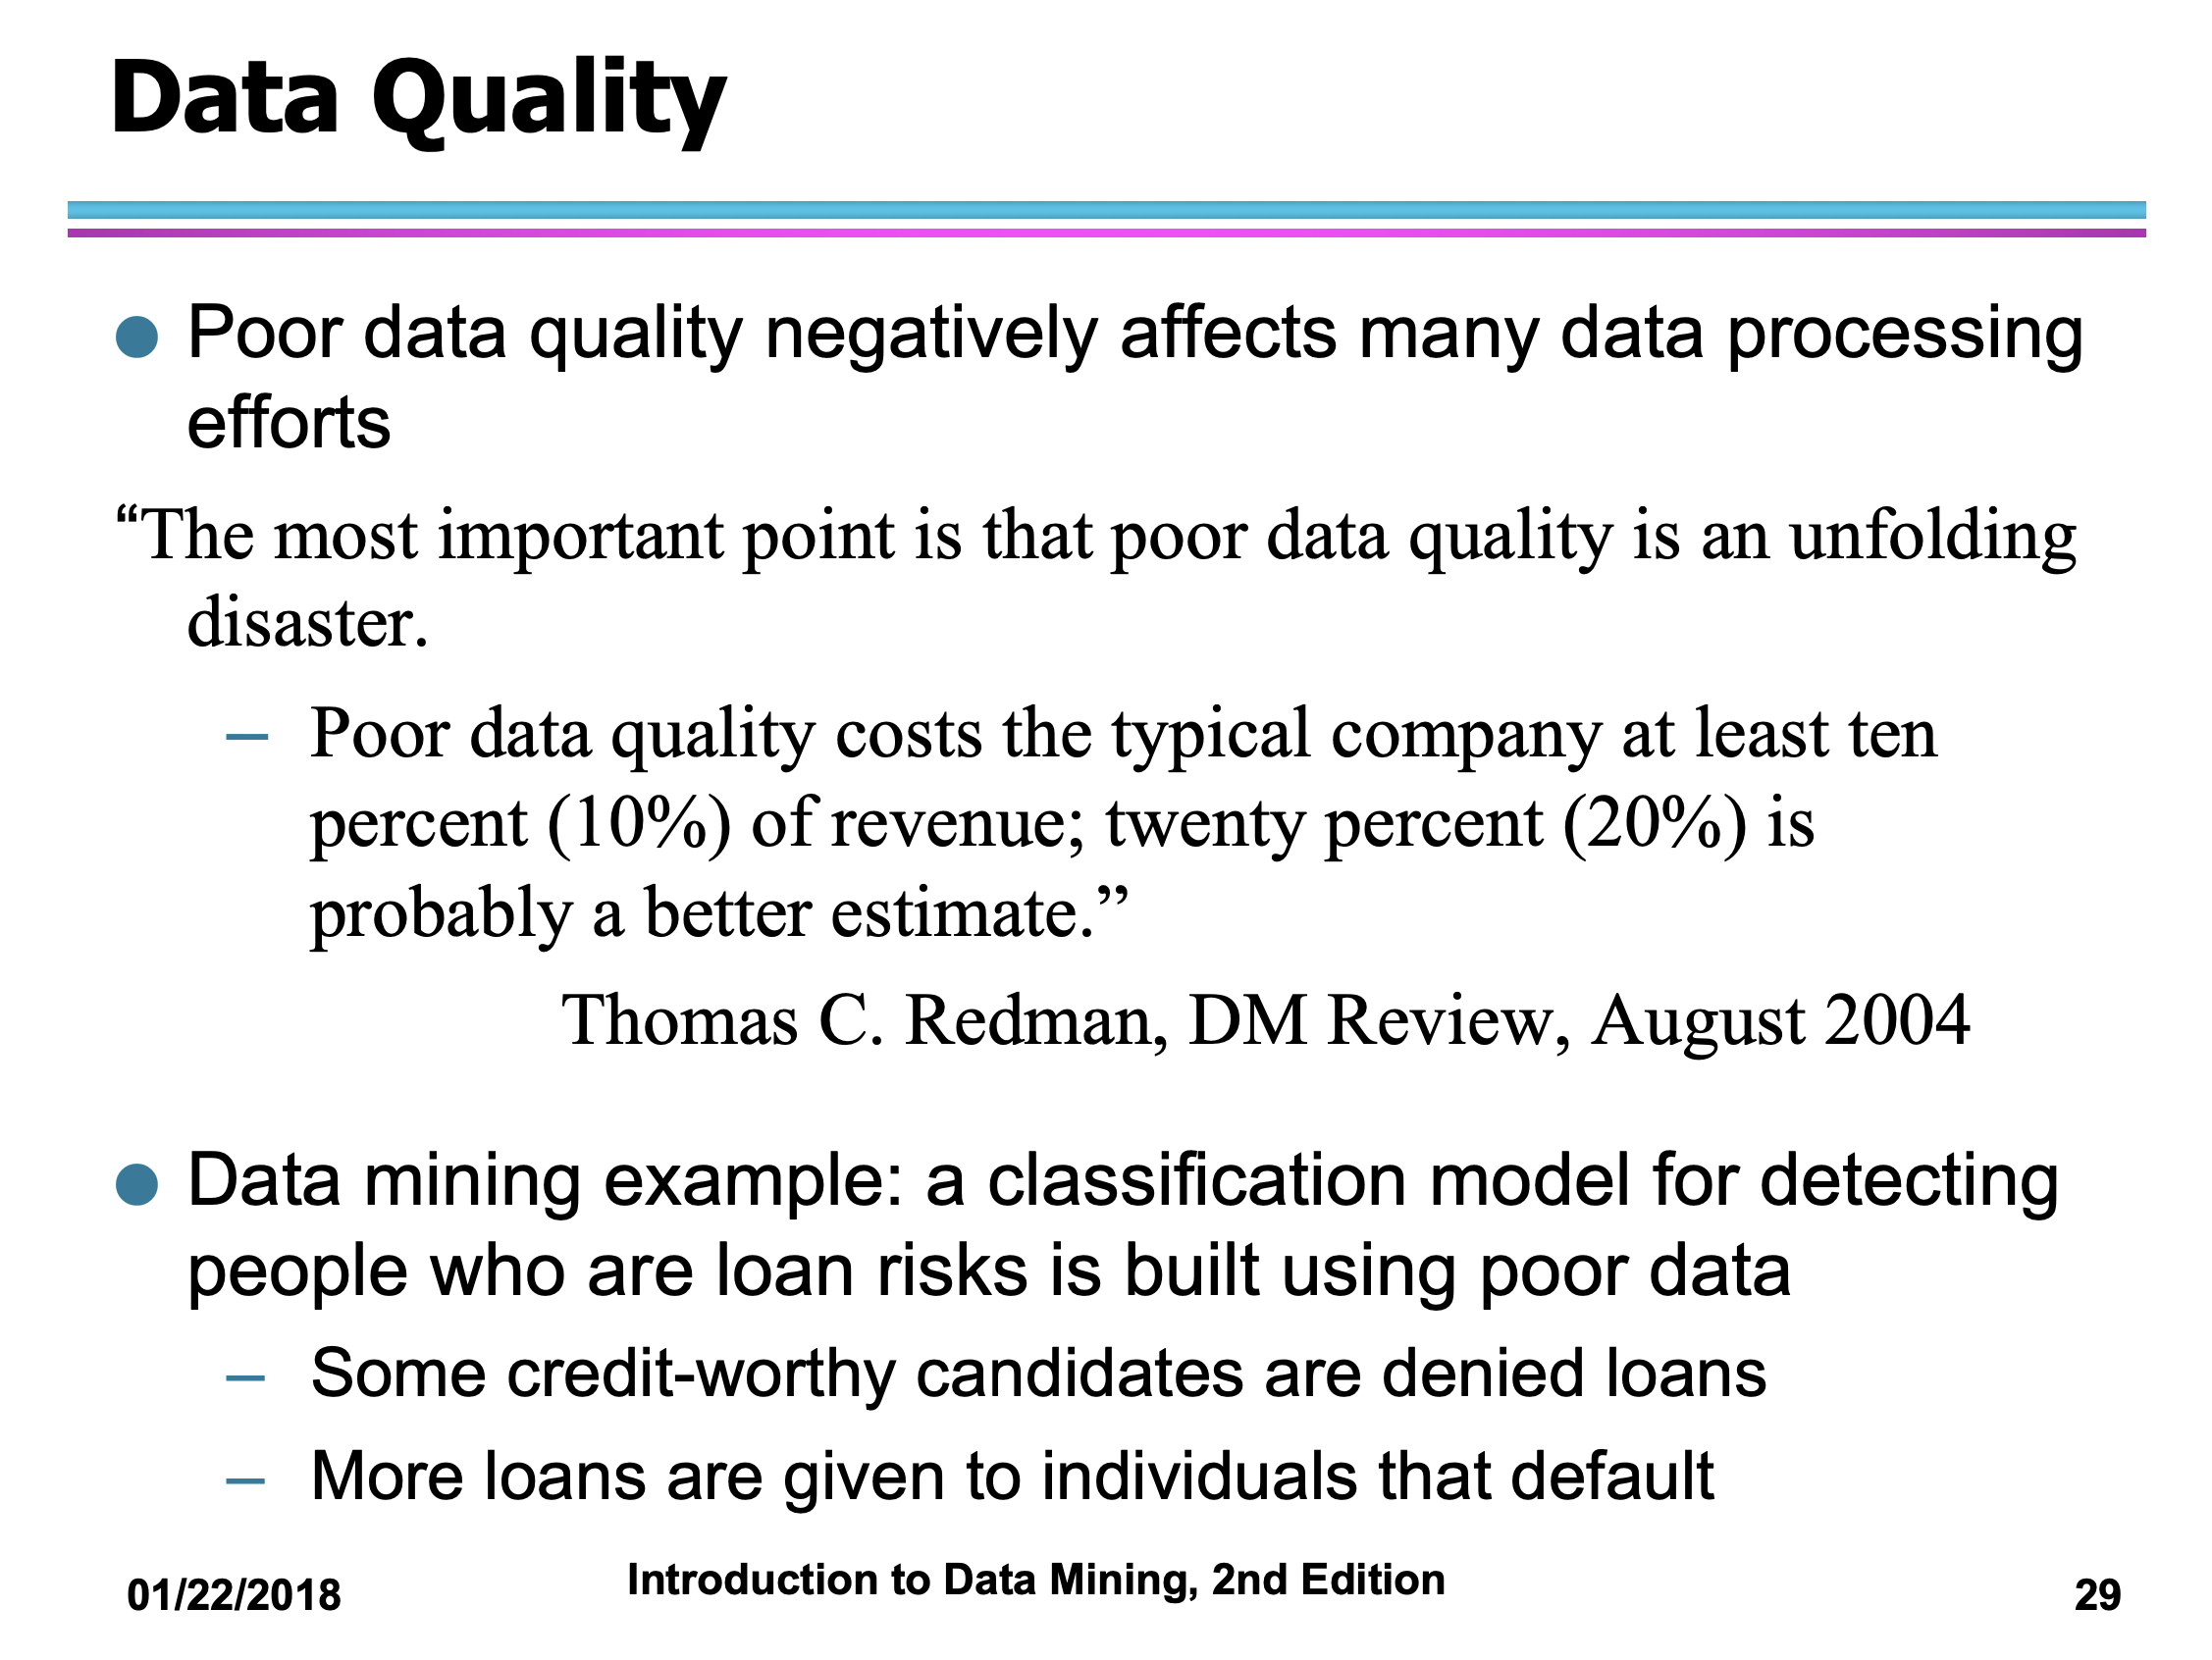 Data Quality
● Poor data quality negatively affects many data processing
efforts
“The most important point is that poor data quality is an unfolding
disaster.
– Poor data quality costs the typical company at least ten
percent (10%) of revenue; twenty percent (20%) is
probably a better estimate.”
Thomas C. Redman, DM Review, August 2004
● Data mining example: a classification model for detecting
people who are loan risks is built using poor data
– Some credit-worthy candidates are denied loans
– More loans are given to individuals that default
01/22/2018
Introduction to Data Mining, 2nd Edition
29